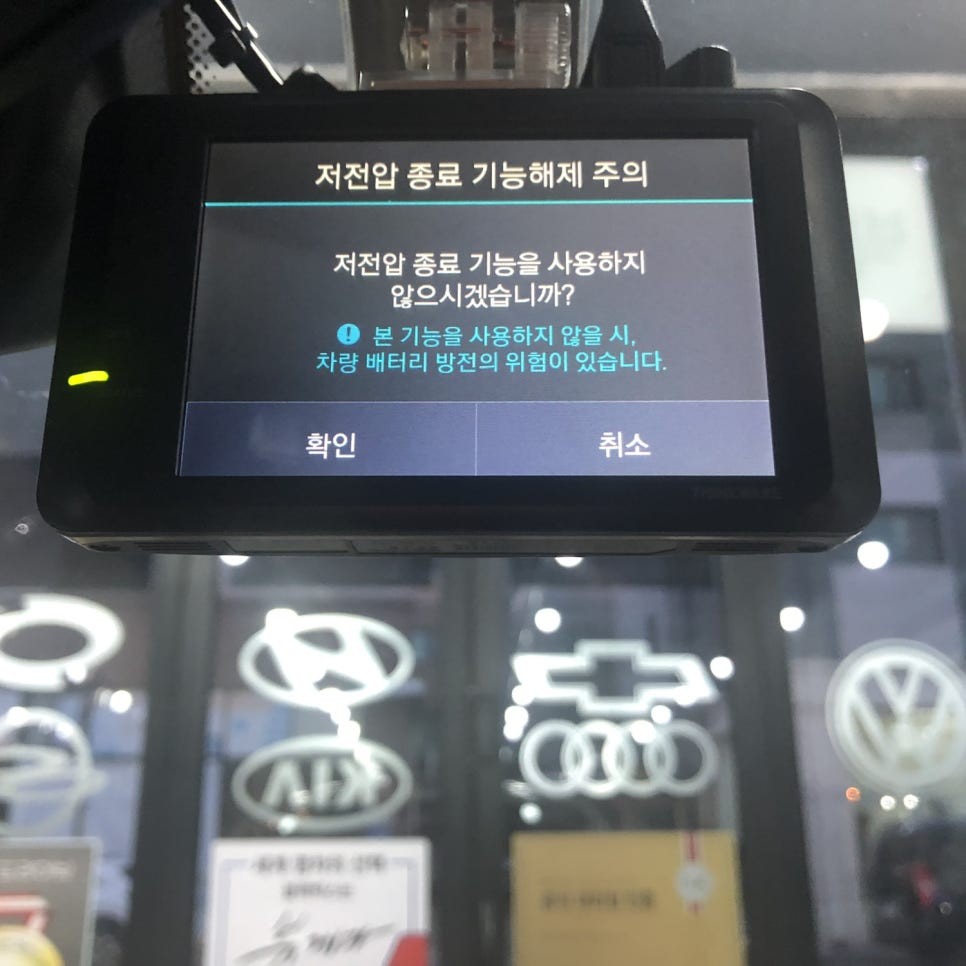 저전압 종료 기능해제 주의
저전압 종료 기능을 사용하지
않으시겠습니까?
! 본 기능을 사용하지 않을 시,
차량 배터리 방전의 위험이 있습니다.
확인
취소
THINKWARE
KIA